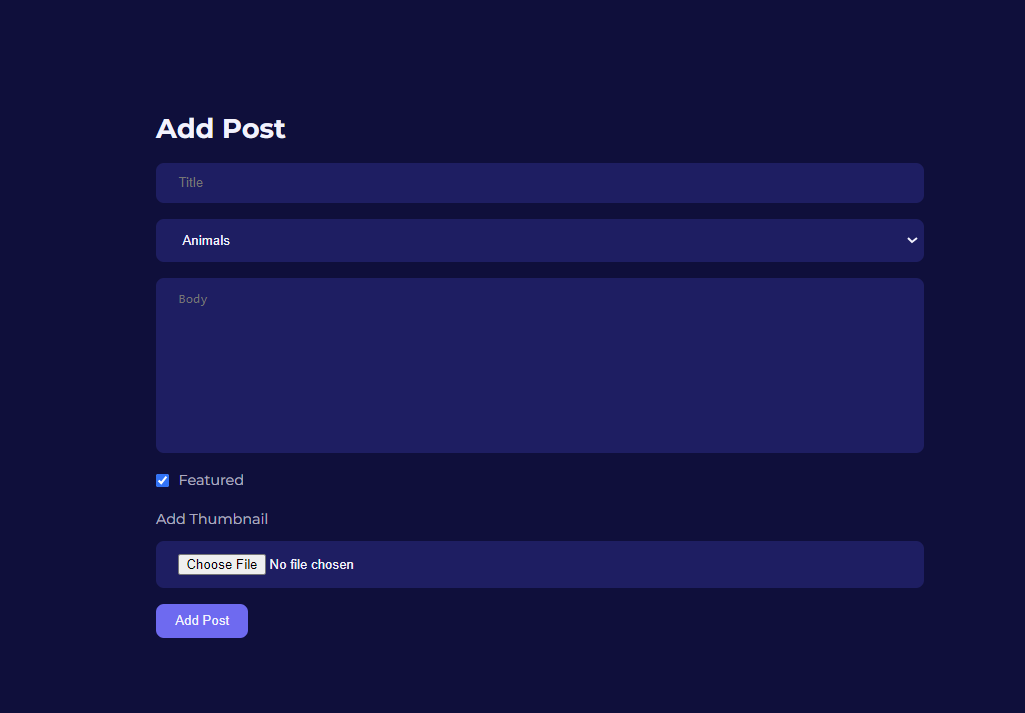 Add Post
Title
Animals
Body
Featured
Add Thumbnail
Choose File No file chosen
Add Post